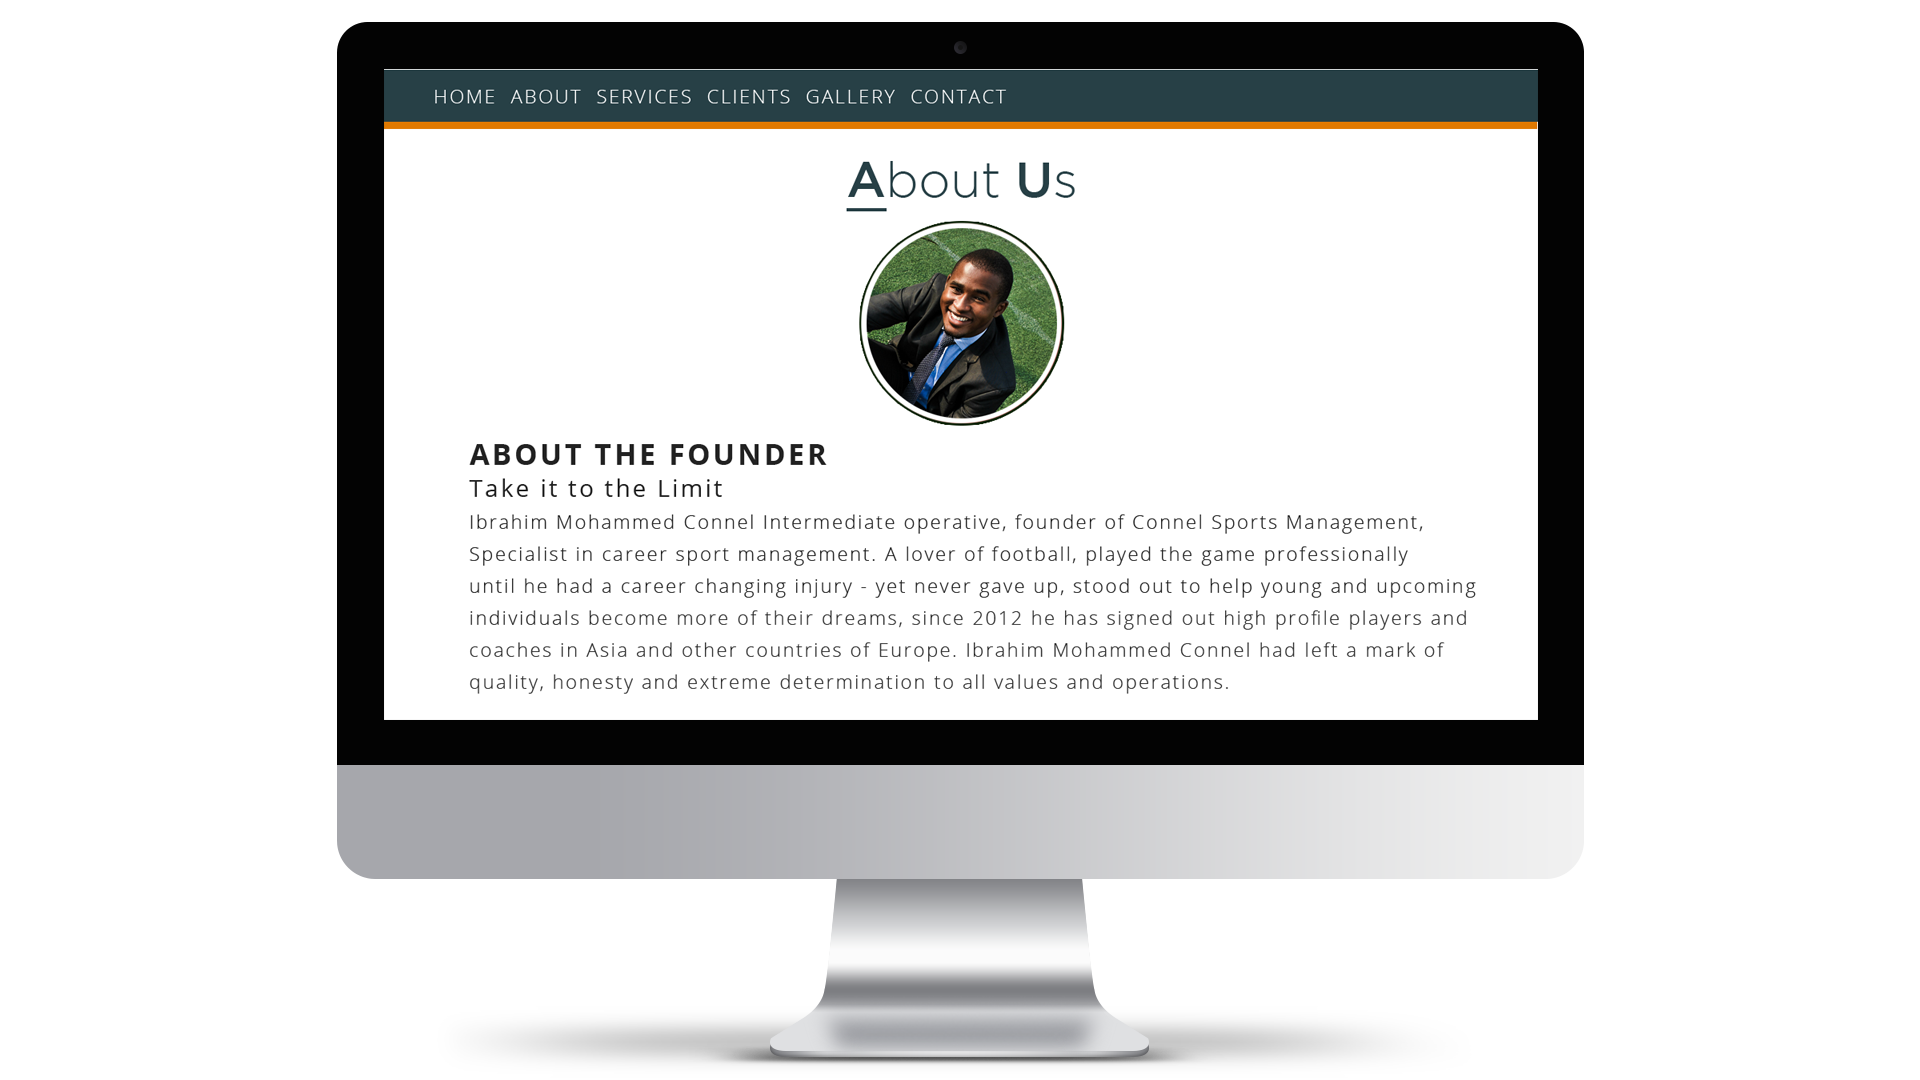 HOME ABOUT SERVICES CLIENTS GALLERY CONTACT
About Us
ABOUT THE FOUNDER
Take it to the Limit
Ibrahim Mohammed Connel Intermediate operative, founder of Connel Sports Management,
Specialist in career sport management. A lover of football, played the game professionally
until he had a career changing injury - yet never gave up, stood out to help young and upcoming
individuals become more of their dreams, since 2012 he has signed out high profile players and
coaches in Asia and other countries of Europe. Ibrahim Mohammed Connel had left a mark of
quality, honesty and extreme determination to all values and operations.